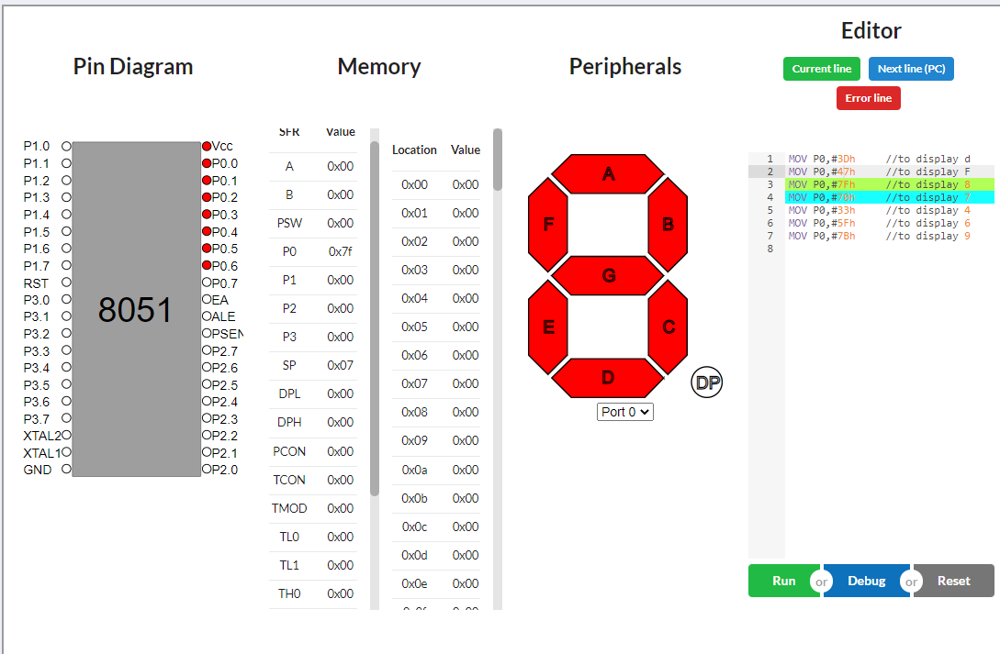 Editor
Pin Diagram
Memory
Peripherals
Current line
Next line (PC)
Error line
P1.0
P1.1
P1.2
P1.3
P1.4
P1.5
P1.6
P1.7
RST
P3.0
P3.1
P3.2
P3.3
P3.4
P3.5
P3.6
P3.7
XTAL2
XTAL1
GND
8051
Vcc
P0.0
P0.1
P0.2
P0.3
P0.4
P0.5
P0.6
P0.7
EA
ALE
PSEN
P2.7
P2.6
P2.5
P2.4
P2.3
P2.2
P2.1
P2.0
SFR Value
A 0x00
B 0x00
PSW 0x00
P0 0x7f
P1 0x00
P2 0x00
P3 0x00
SP 0x07
DPL 0x00
DPH 0x00
PCON 0x00
TCON 0x00
TMOD 0x00
TL0 0x00
TL1 0x00
TH0 0x00
Location Value
0x00 0x00
0x01 0x00
0x02 0x00
0x03 0x00
0x04 0x00
0x05 0x00
0x06 0x00
0x07 0x00
0x08 0x00
0x09 0x00
0x0a 0x00
0x0b 0x00
0x0c 0x00
0x0d 0x00
0x0e 0x00
A
F
B
G
E
C
D
DP
Port 0
1 MOV P0,#3Dh //to display d
2 MOV P0,#47h //to display F
3 MOV P0,#7Fh //to display 8
4 MOV P0,#70h //to display 7
5 MOV P0,#33h //to display 4
6 MOV P0,#5Fh //to display 6
7 MOV P0,#7Bh //to display 9
8
Run or Debug or Reset